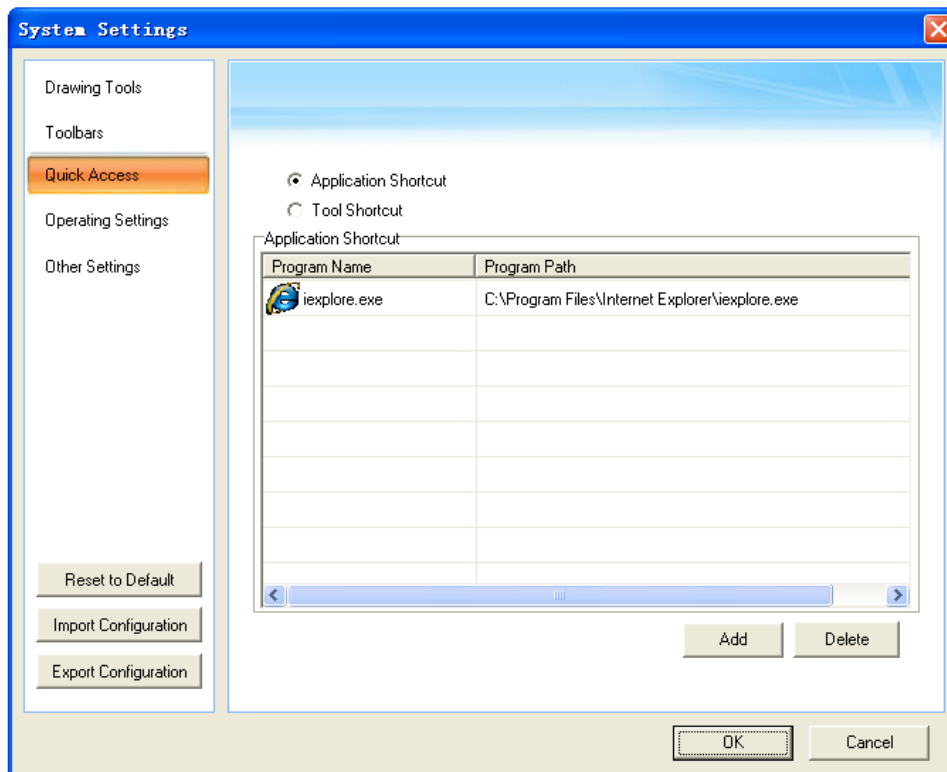 System Settings
Drawing Tools
Toolbars
Quick Access
Operating Settings
Other Settings
Reset to Default
Import Configuration
Export Configuration
Application Shortcut
Tool Shortcut
Application Shortcut
Program Name Program Path
iexplore.exe C:\Program Files\Internet Explorer\iexplore.exe
Add Delete
OK Cancel